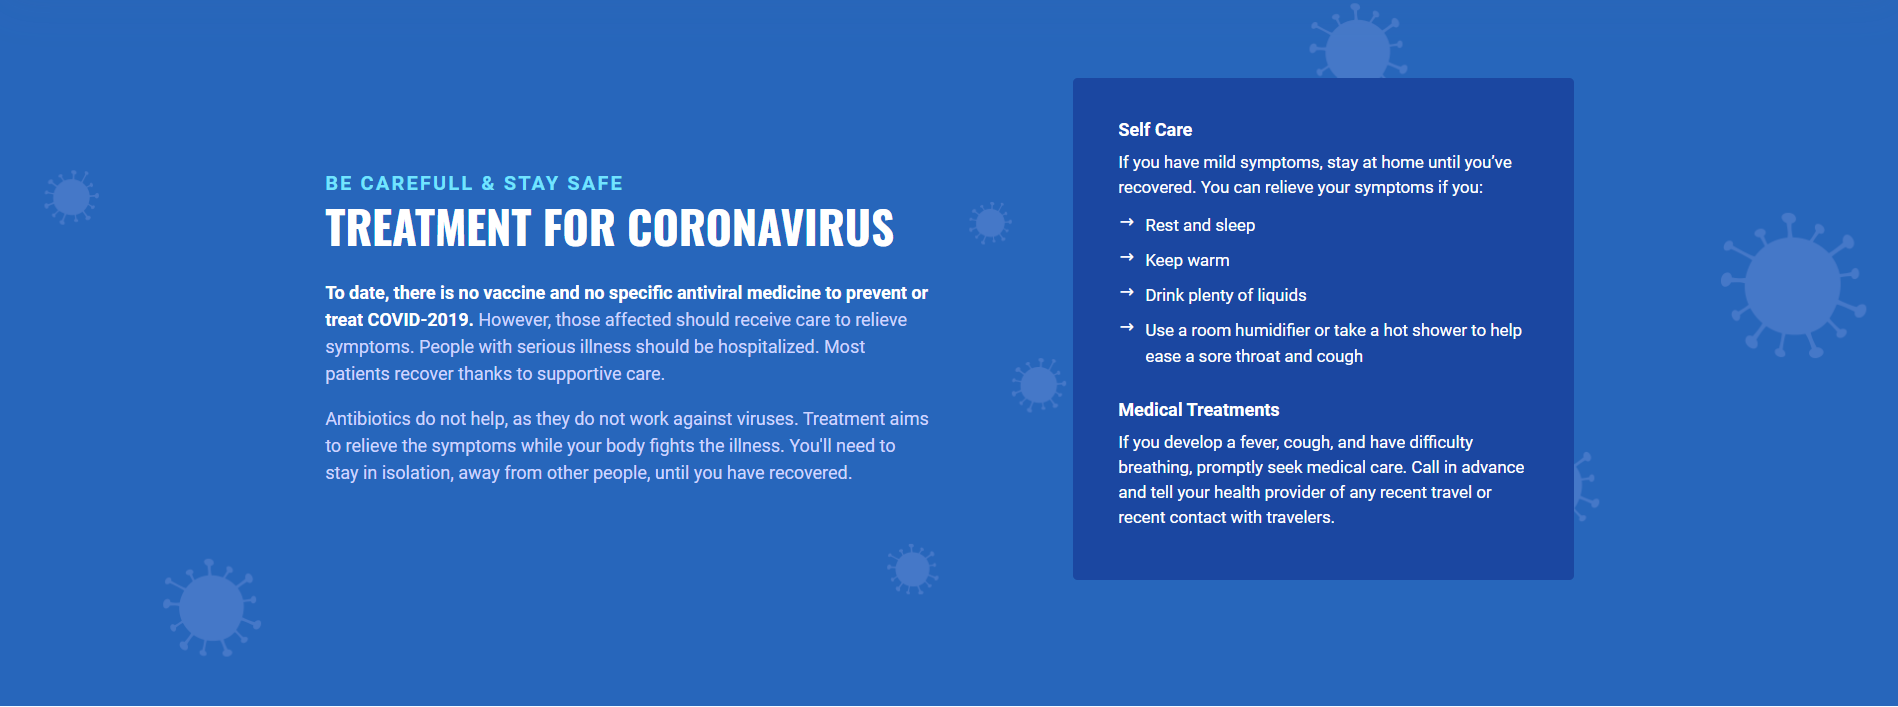 BE CAREFULL & STAY SAFE
TREATMENT FOR CORONAVIRUS
To date, there is no vaccine and no specific antiviral medicine to prevent or
treat COVID-2019. However, those affected should receive care to relieve
symptoms. People with serious illness should be hospitalized. Most
patients recover thanks to supportive care.
Antibiotics do not help, as they do not work against viruses. Treatment aims
to relieve the symptoms while your body fights the illness. You'll need to
stay in isolation, away from other people, until you have recovered.
Self Care
If you have mild symptoms, stay at home until you’ve
recovered. You can relieve your symptoms if you:
→ Rest and sleep
→ Keep warm
→ Drink plenty of liquids
→ Use a room humidifier or take a hot shower to help
ease a sore throat and cough
Medical Treatments
If you develop a fever, cough, and have difficulty
breathing, promptly seek medical care. Call in advance
and tell your health provider of any recent travel or
recent contact with travelers.